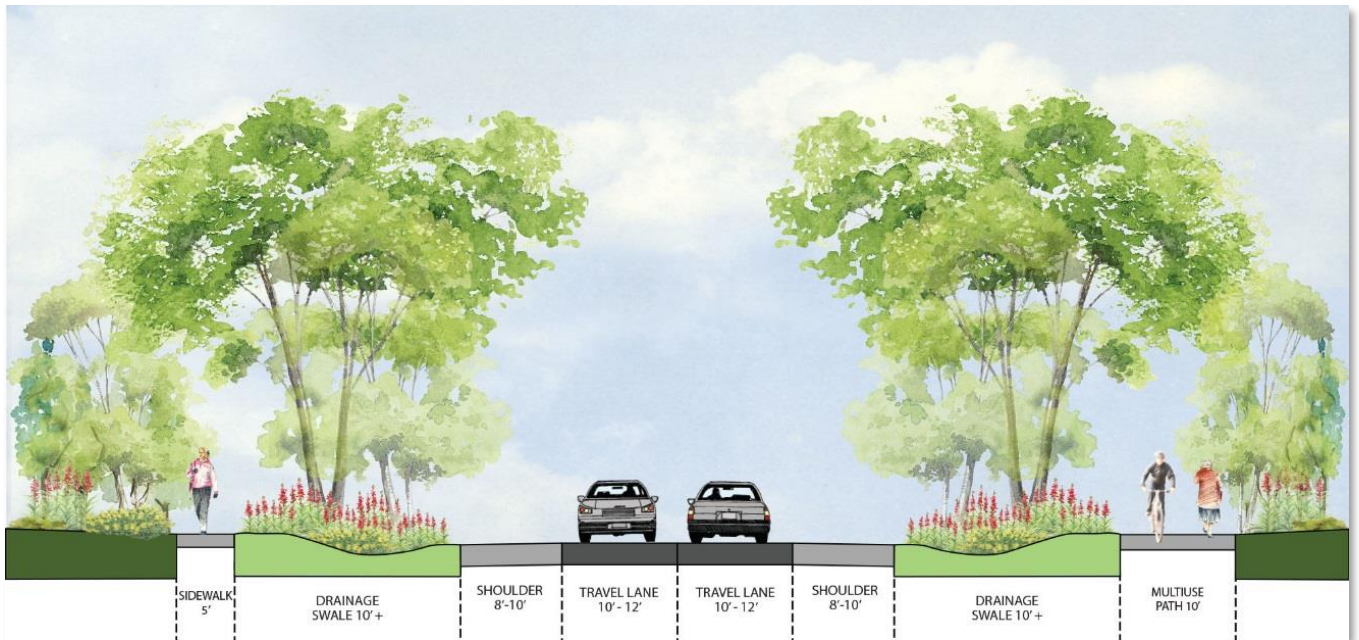 SIDEWALK
5'
DRAINAGE
SWALE 10' +
SHOULDER
8'-10'
TRAVEL LANE
10' - 12'
TRAVEL LANE
10' - 12'
SHOULDER
8'-10'
DRAINAGE
SWALE 10' +
MULTIUSE
PATH 10'